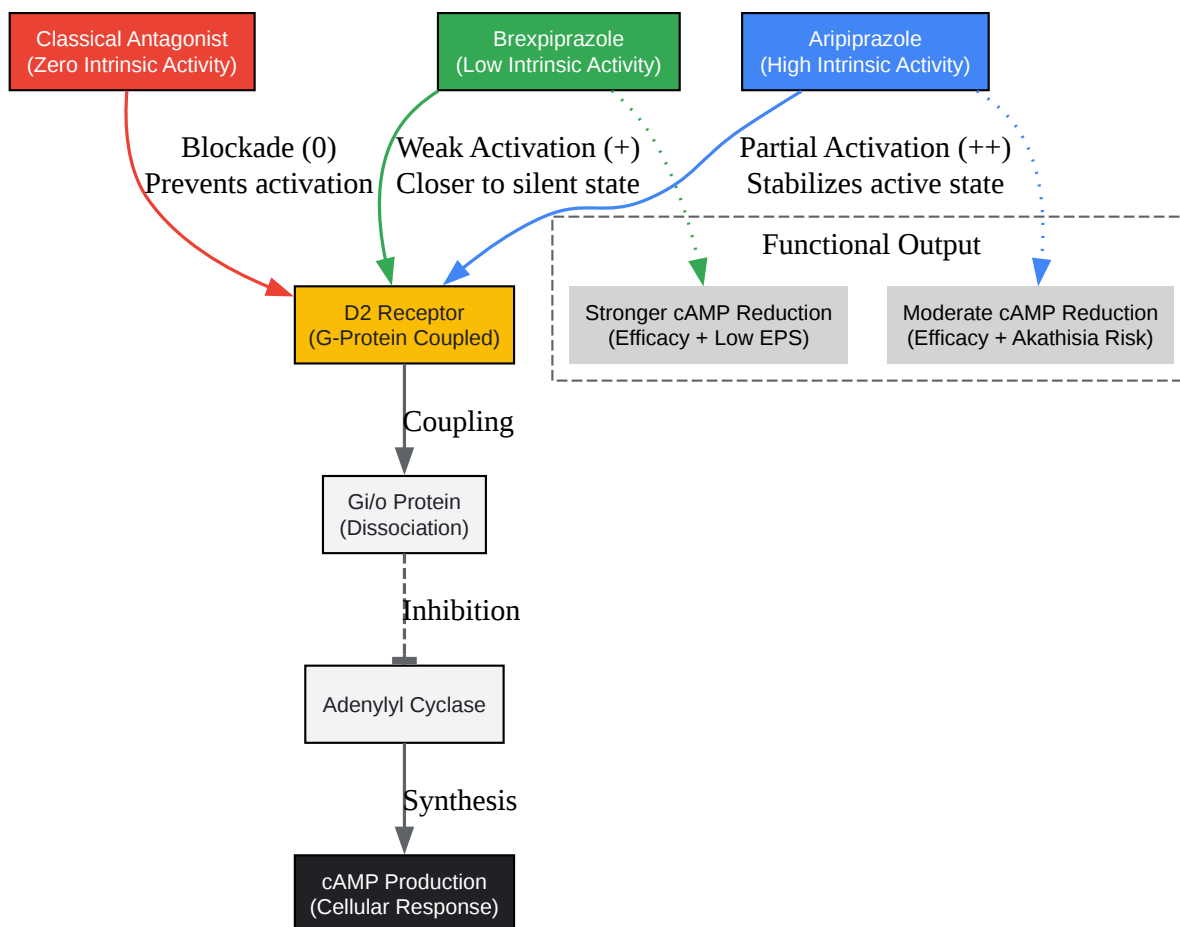 Classical Antagonist
(Zero Intrinsic Activity)
Brexpiprazole
(Low Intrinsic Activity)
Aripiprazole
(High Intrinsic Activity)
Blockade (0)
Prevents activation
Weak Activation (+)
Closer to silent state
Partial Activation (++)
Stabilizes active state
Functional Output
D2 Receptor
(G-Protein Coupled)
Stronger cAMP Reduction
(Efficacy + Low EPS)
Moderate cAMP Reduction
(Efficacy + Akathisia Risk)
Coupling
Gi/o Protein
(Dissociation)
Inhibition
Adenylyl Cyclase
Synthesis
cAMP Production
(Cellular Response)